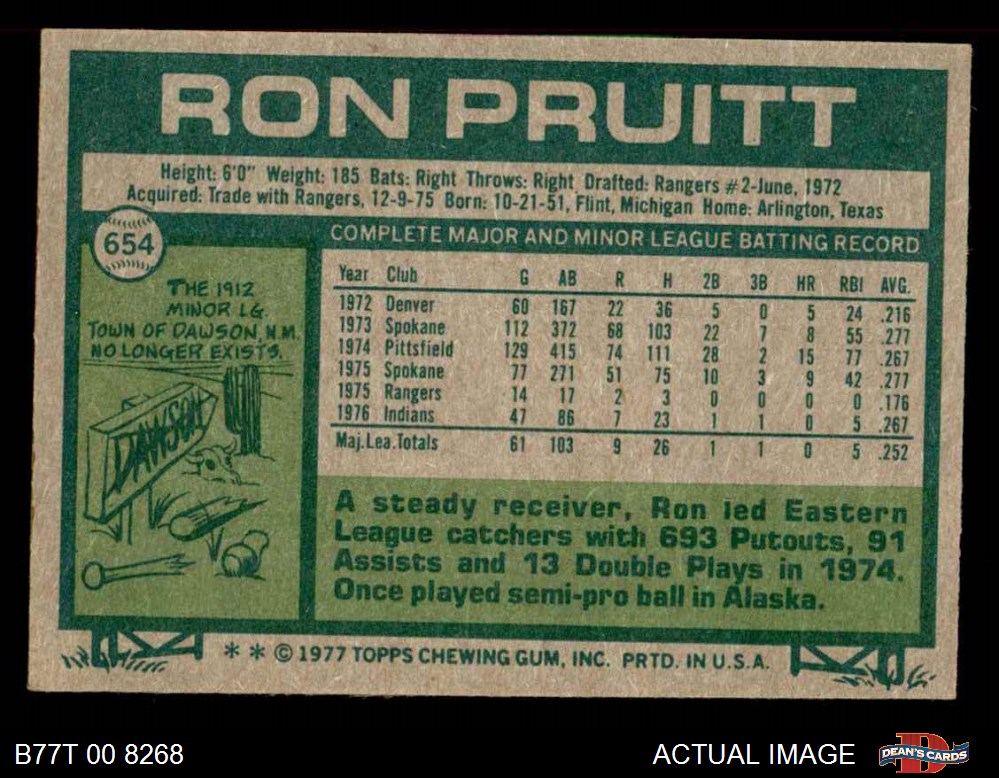 RON PRUITT
Height: 6'0" Weight: 185 Bats: Right Throws: Right Drafted: Rangers #2-June, 1972
Acquired: Trade with Rangers, 12-9-75 Born: 10-21-51, Flint, Michigan Home: Arlington, Texas
654
THE 1912
MINOR LG.
TOWN OF DAWSON, N.M.
NO LONGER EXISTS.
DAWSON
COMPLETE MAJOR AND MINOR LEAGUE BATTING RECORD
Year Club G AB R H 2B 3B HR RBI AVG.
1972 Denver 60 167 22 36 5 0 5 24 .216
1973 Spokane 112 372 68 103 22 7 8 55 .277
1974 Pittsfield 129 415 74 111 28 2 15 77 .267
1975 Spokane 77 271 51 75 10 3 9 42 .277
1975 Rangers 14 17 2 3 0 0 0 0 .176
1976 Indians 47 86 7 23 1 1 0 5 .267
Maj.Lea.Totals 61 103 9 26 1 1 0 5 .252
A steady receiver, Ron led Eastern
League catchers with 693 Putouts, 91
Assists and 13 Double Plays in 1974.
Once played semi-pro ball in Alaska.
** © 1977 TOPPS CHEWING GUM, INC. PRTD. IN U.S.A.
B77T 00 8268
ACTUAL IMAGE
D
DEAN'S CARDS